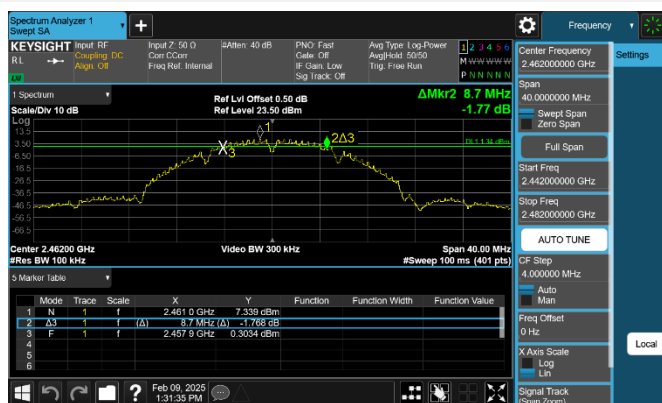 Spectrum Analyzer 1
Swept SA
+
Frequency
KEYSIGHT
RL
LM
Input: RF
Coupling: DC
Align: Off
Input Z: 50 Ω
Corr CCorr
Freq Ref: Internal
#Atten: 40 dB
PNO: Fast
Gate: Off
IF Gain: Low
Sig Track: Off
Avg Type: Log-Power
Avg|Hold: 50/50
Trig: Free Run
1 2 3 4 5 6
M W W W W W
P N N N N N
1 Spectrum
Scale/Div 10 dB
Log
Ref Lvl Offset 0.50 dB
Ref Level 23.50 dBm
ΔMkr2 8.7 MHz
-1.77 dB
13.5
3.50
-6.50
-16.5
-26.5
-36.5
-46.5
-56.5
-66.5
1
2Δ3
3
DL1 1.34 dBm
Center 2.46200 GHz
#Res BW 100 kHz
Video BW 300 kHz
Span 40.00 MHz
#Sweep 100 ms (401 pts)
5 Marker Table
Mode Trace Scale X Y Function Function Width Function Value
1 N 1 f 2.461 0 GHz 7.339 dBm
2 Δ3 1 f (Δ) 8.7 MHz (Δ) -1.768 dB
3 F 1 f 2.457 9 GHz 0.3034 dBm
4
5
6
?
Feb 09, 2025
1:31:35 PM
Center Frequency
2.462000000 GHz
Span
40.0000000 MHz
Swept Span
Zero Span
Full Span
Start Freq
2.442000000 GHz
Stop Freq
2.482000000 GHz
AUTO TUNE
CF Step
4.000000 MHz
Auto
Man
Freq Offset
0 Hz
X Axis Scale
Log
Lin
Signal Track
(Span Zoom)
Settings
Local